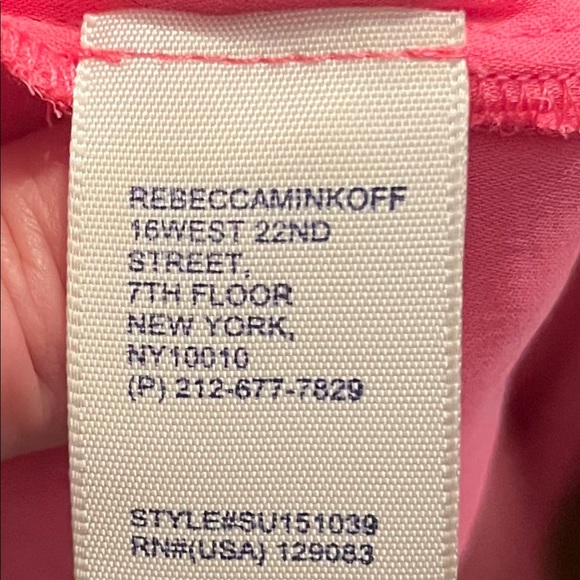 REBECCAMINKOFF
16WEST 22ND
STREET,
7TH FLOOR
NEW YORK,
NY10010
(P) 212-677-7829
STYLE#SU151039
RN#(USA) 129083